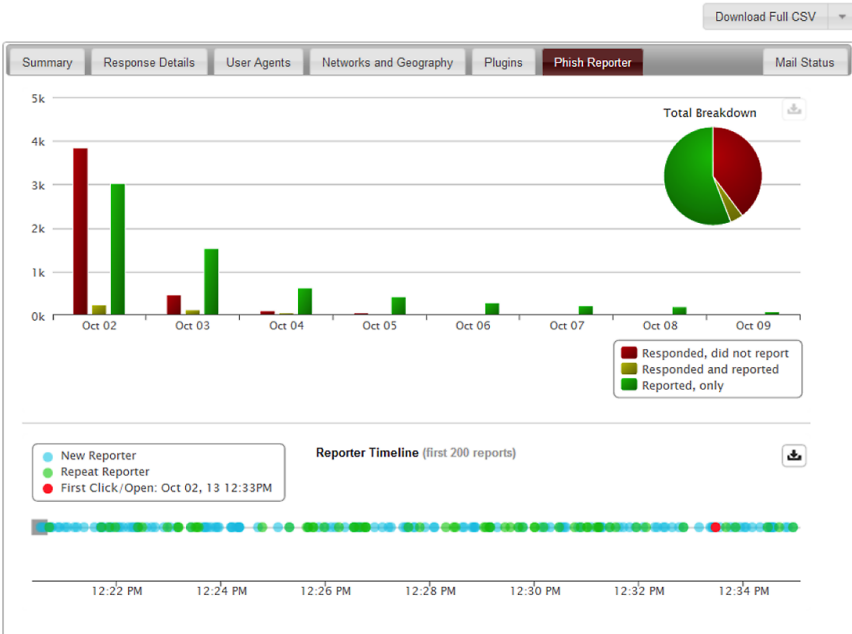 Download Full CSV
Summary Response Details User Agents Networks and Geography Plugins Phish Reporter Mail Status
5k
Total Breakdown
4k
3k
2k
1k
0k
Oct 02 Oct 03 Oct 04 Oct 05 Oct 06 Oct 07 Oct 08 Oct 09
Responded, did not report
Responded and reported
Reported, only
New Reporter
Repeat Reporter
First Click/Open: Oct 02, 13 12:33PM
Reporter Timeline (first 200 reports)
12:22 PM 12:24 PM 12:26 PM 12:28 PM 12:30 PM 12:32 PM 12:34 PM